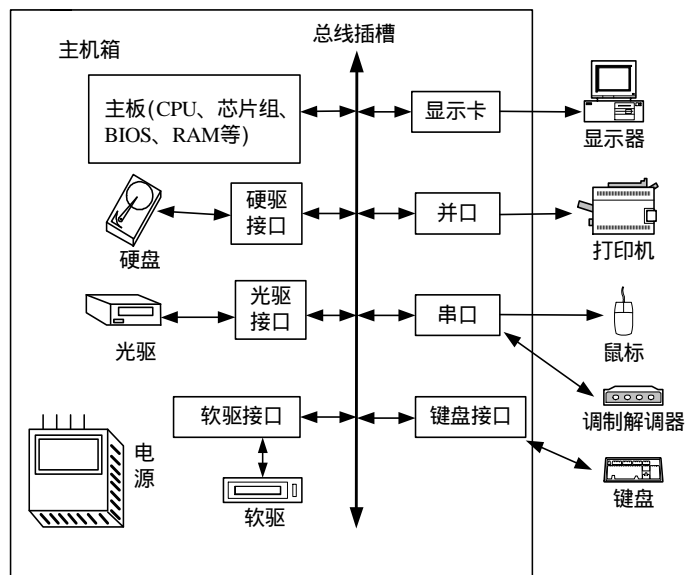 主机箱
总线插槽
主板(CPU、芯片组、
BIOS、RAM等)
显示卡
显示器
硬盘
硬驱
接口
并口
打印机
光驱
光驱
接口
串口
鼠标
调制解调器
软驱接口
键盘接口
电
源
软驱
键盘